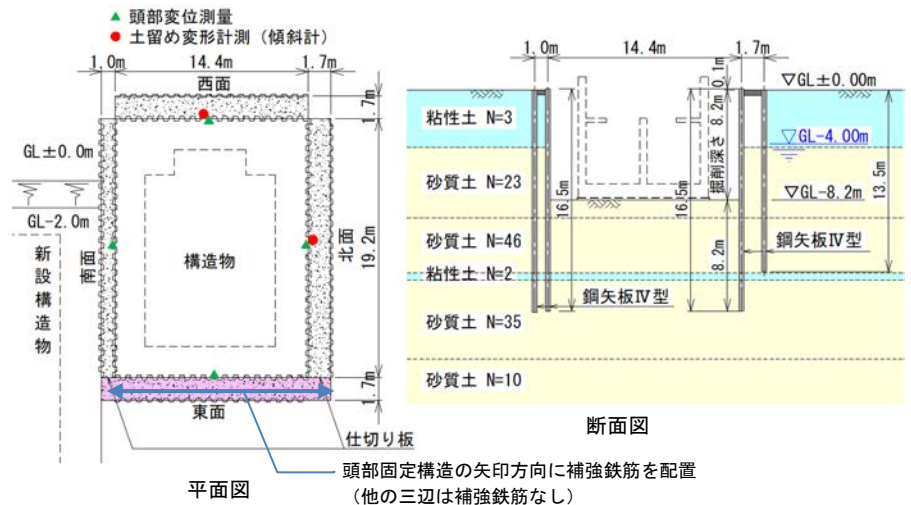 ▲ 頭部変位測量
● 土留め変形計測（傾斜計）
1.0m 14.4m 1.7m
西面
1.7m
GL±0.0m
GL-2.0m
新設構造物
南面
構造物
北面
19.2m
東面
1.7m
仕切り板
平面図
頭部固定構造の矢印方向に補強鉄筋を配置
（他の三辺は補強鉄筋なし）
1.0m 14.4m 1.7m
0.1m
▽GL±0.00m
粘性土 N=3
掘削深さ 8.2m
▽GL-4.00m
砂質土 N=23
16.5m
16.5m
13.5m
▽GL-8.2m
砂質土 N=46
8.2m
鋼矢板Ⅳ型
粘性土 N=2
鋼矢板Ⅳ型
砂質土 N=35
砂質土 N=10
断面図